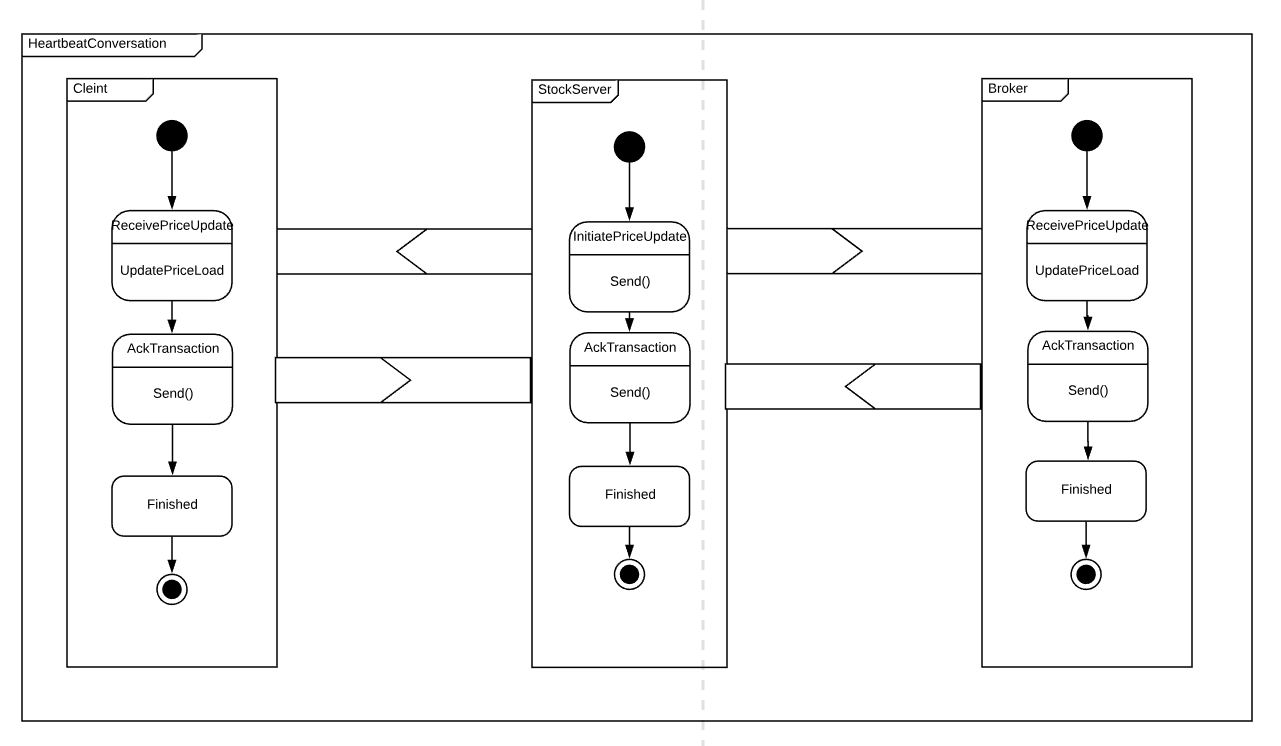 HeartbeatConversation
Cleint
ReceivePriceUpdate
UpdatePriceLoad
AckTransaction
Send()
Finished
StockServer
InitiatePriceUpdate
Send()
AckTransaction
Send()
Finished
Broker
ReceivePriceUpdate
UpdatePriceLoad
AckTransaction
Send()
Finished